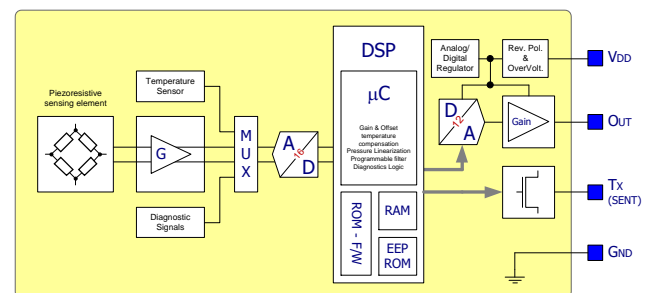 Piezoresistive
sensing element
Temperature
Sensor
G
Diagnostic
Signals
M
U
X
A
16
D
DSP
μC
Gain & Offset
temperature
compensation
Pressure Linearization
Programmable filter
Diagnostics Logic
ROM - F/W
RAM
EEP
ROM
Analog/
Digital
Regulator
Rev. Pol.
&
OverVolt.
D
12
A
Gain
VDD
OUT
TX
(SENT)
GND